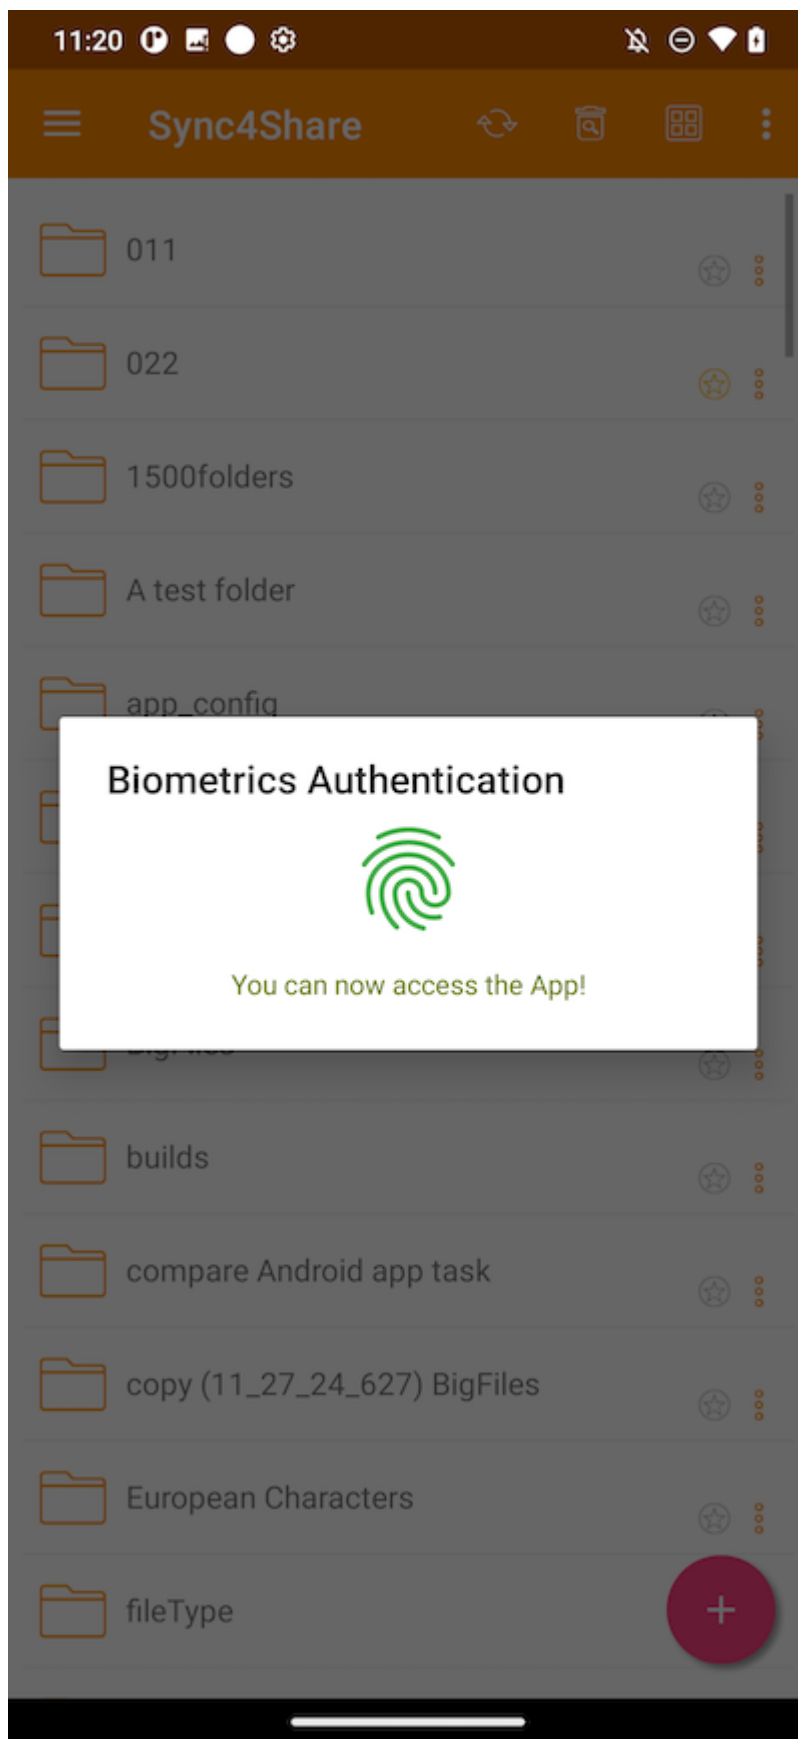 11:20
Sync4Share
011
022
1500folders
A test folder
app_config
Biometrics Authentication
You can now access the App!
BigFiles
builds
compare Android app task
copy (11_27_24_627) BigFiles
European Characters
fileType